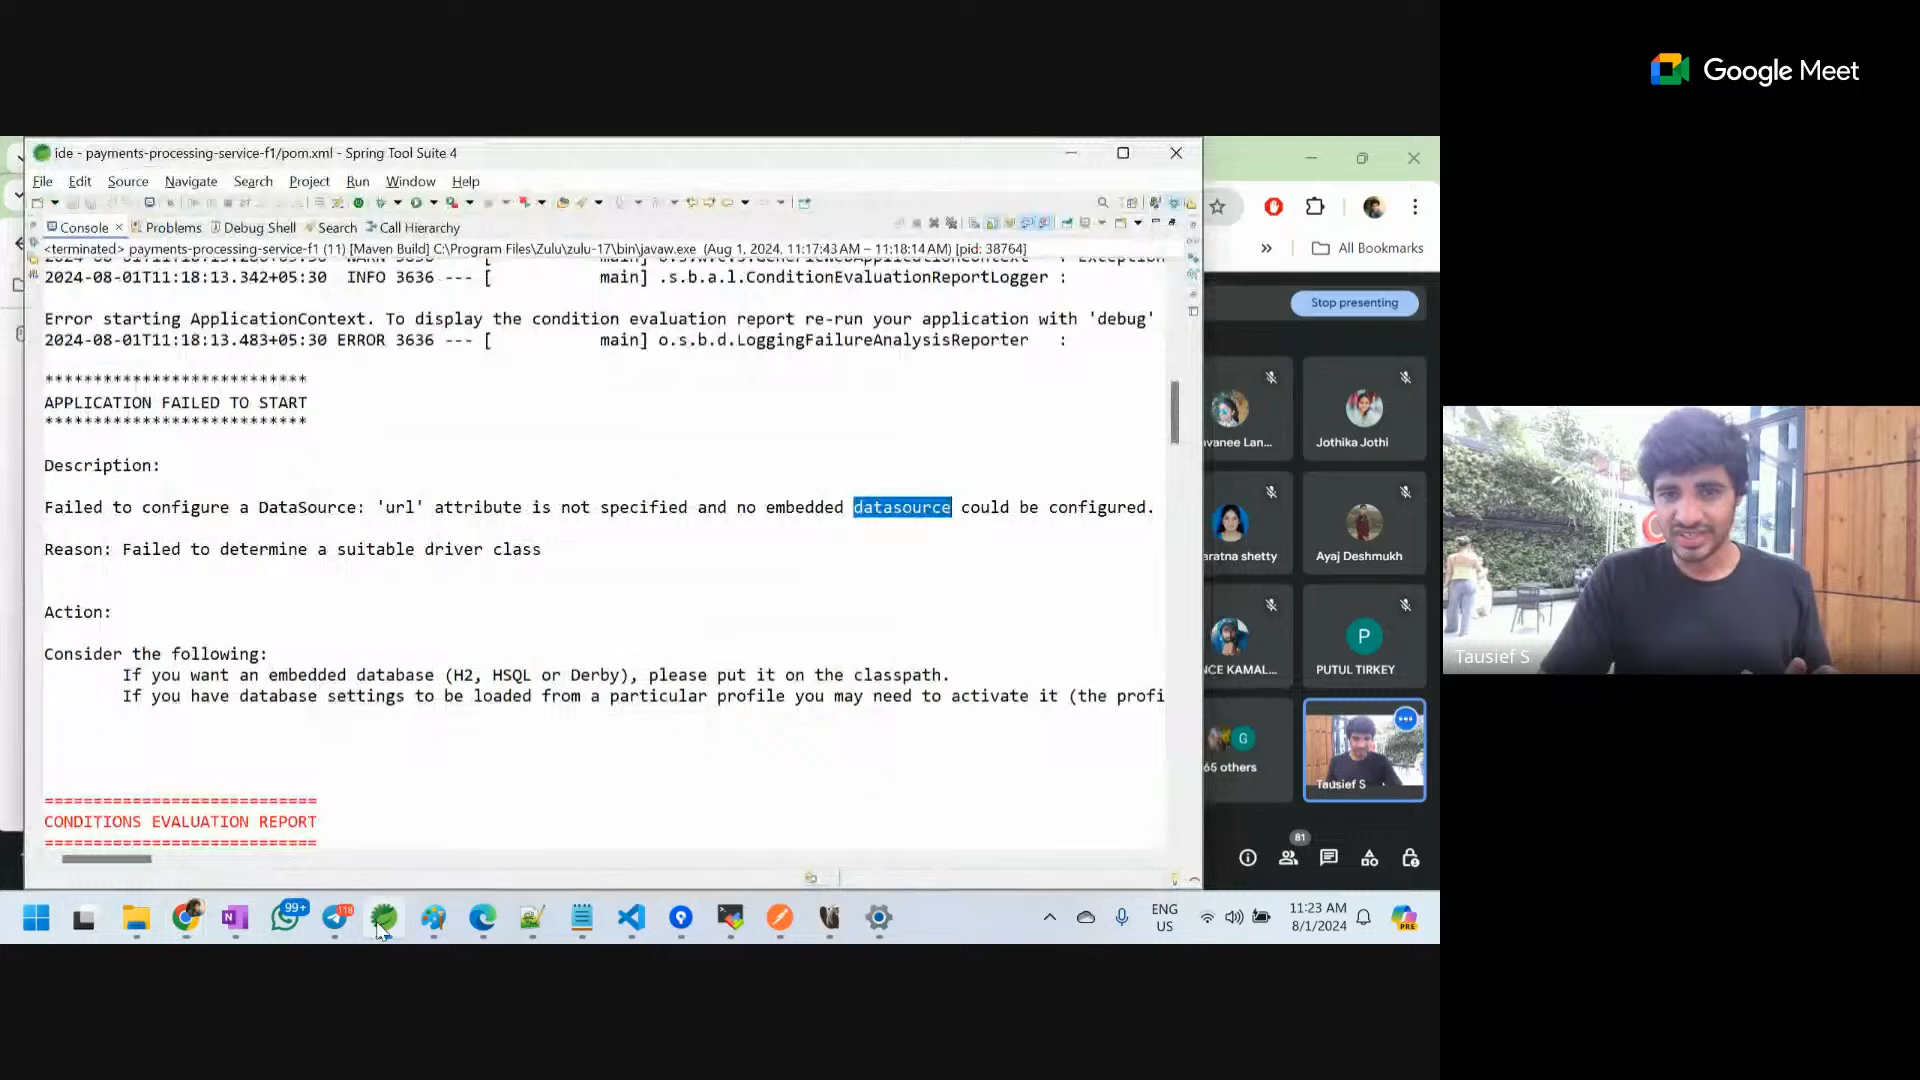 Google Meet
ide - payments-processing-service-f1/pom.xml - Spring Tool Suite 4
File Edit Source Navigate Search Project Run Window Help
Console Problems Debug Shell Search Call Hierarchy
<terminated> payments-processing-service-f1 (11) [Maven Build] C:\Program Files\Zulu\zulu-17\bin\javaw.exe (Aug 1, 2024, 11:17:43 AM – 11:18:14 AM) [pid: 38764]
2024-08-01T11:18:13.342+05:30 INFO 3636 --- [ main] .s.b.a.l.ConditionEvaluationReportLogger :
Error starting ApplicationContext. To display the condition evaluation report re-run your application with 'debug'
2024-08-01T11:18:13.483+05:30 ERROR 3636 --- [ main] o.s.b.d.LoggingFailureAnalysisReporter :
***************************
APPLICATION FAILED TO START
***************************
Description:
Failed to configure a DataSource: 'url' attribute is not specified and no embedded datasource could be configured.
Reason: Failed to determine a suitable driver class
Action:
Consider the following:
If you want an embedded database (H2, HSQL or Derby), please put it on the classpath.
If you have database settings to be loaded from a particular profile you may need to activate it (the profi
============================
CONDITIONS EVALUATION REPORT
============================
All Bookmarks
Stop presenting
vanee Lan...
Jothika Jothi
aratna shetty
Ayaj Deshmukh
NCE KAMAL...
P
PUTUL TIRKEY
G
65 others
Tausief S
81
Tausief S
99+
118
ENG
US
11:23 AM
8/1/2024
PRE